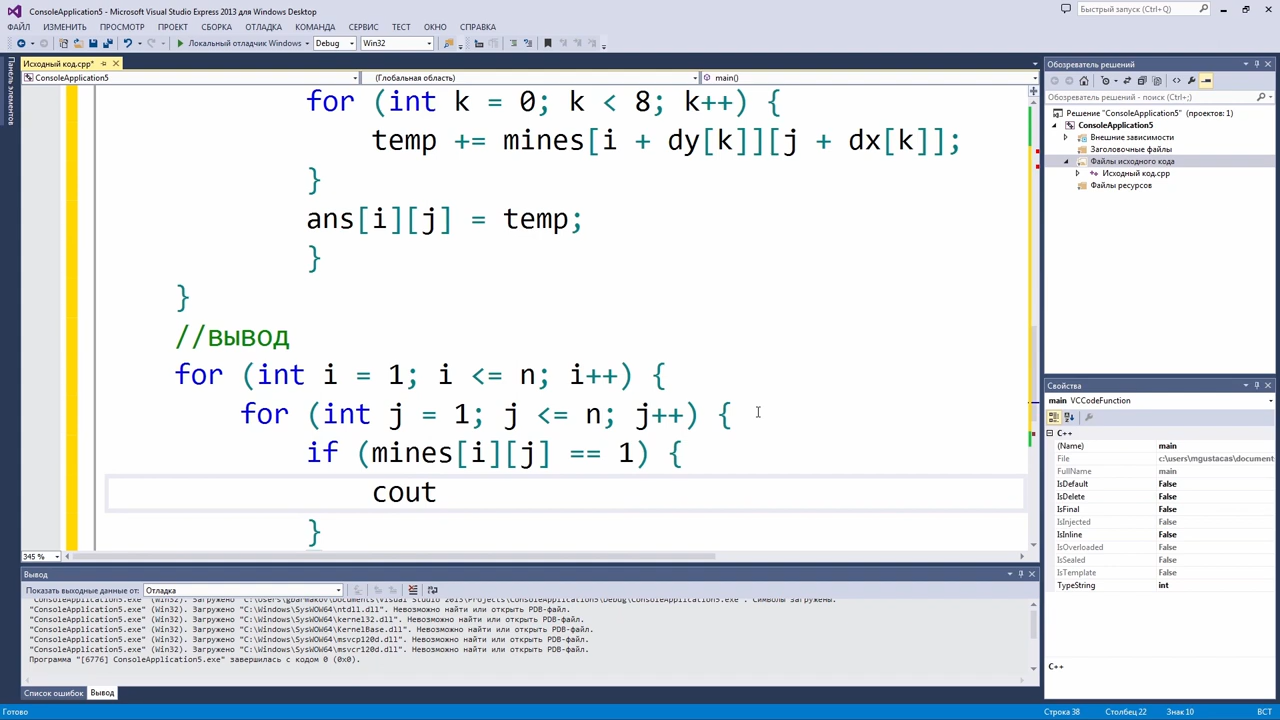 ConsoleApplication5 - Microsoft Visual Studio Express 2013 для Windows Desktop
Быстрый запуск (Ctrl+Q)
ФАЙЛ ИЗМЕНИТЬ ПРОСМОТР ПРОЕКТ СБОРКА ОТЛАДКА КОМАНДА СЕРВИС ТЕСТ ОКНО СПРАВКА
Локальный отладчик Windows Debug Win32
Панель элементов
Исходный код.cpp*
ConsoleApplication5 (Глобальная область) main()
for (int k = 0; k < 8; k++) {
temp += mines[i + dy[k]][j + dx[k]];
}
ans[i][j] = temp;
}
}
//вывод
for (int i = 1; i <= n; i++) {
for (int j = 1; j <= n; j++) {
if (mines[i][j] == 1) {
cout
}
345 %
Вывод
Показать выходные данные от: Отладка
"ConsoleApplication5.exe" (Win32). Загружено "C:\Windows\SysWOW64\ntdll.dll". Невозможно найти или открыть PDB-файл.
"ConsoleApplication5.exe" (Win32). Загружено "C:\Windows\SysWOW64\kernel32.dll". Невозможно найти или открыть PDB-файл.
"ConsoleApplication5.exe" (Win32). Загружено "C:\Windows\SysWOW64\KernelBase.dll". Невозможно найти или открыть PDB-файл.
"ConsoleApplication5.exe" (Win32). Загружено "C:\Windows\SysWOW64\msvcp120d.dll". Невозможно найти или открыть PDB-файл.
"ConsoleApplication5.exe" (Win32). Загружено "C:\Windows\SysWOW64\msvcr120d.dll". Невозможно найти или открыть PDB-файл.
Программа "[6776] ConsoleApplication5.exe" завершилась с кодом 0 (0x0).
Список ошибок Вывод
Обозреватель решений
Обозреватель решений - поиск (Ctrl+;)
Решение "ConsoleApplication5" (проектов: 1)
ConsoleApplication5
Внешние зависимости
Заголовочные файлы
Файлы исходного кода
Исходный код.cpp
Файлы ресурсов
Свойства
main VCCodeFunction
C++
(Name) main
File c:\users\mgustacas\document
FullName main
IsDefault False
IsDelete False
IsFinal False
IsInjected False
IsInline False
IsOverloaded False
IsSealed False
IsTemplate False
TypeString int
C++
Готово Строка 38 Столбец 22 Знак 10 ВСТ